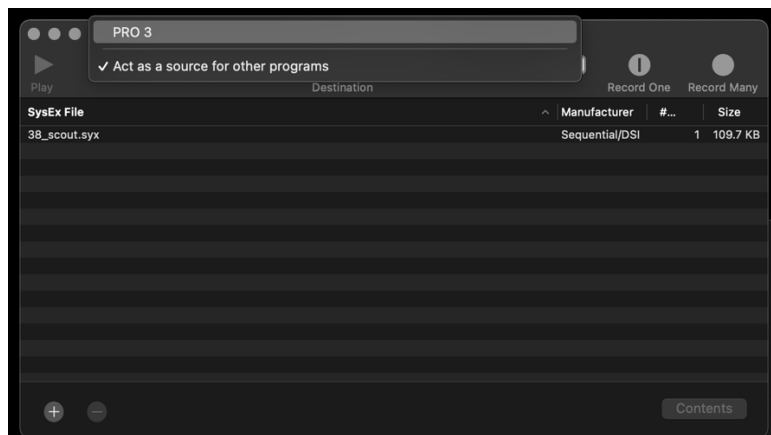 PRO 3
✓ Act as a source for other programs
Play Destination Record One Record Many
SysEx File Manufacturer #... Size
38_scout.syx Sequential/DSI 1 109.7 KB
Contents